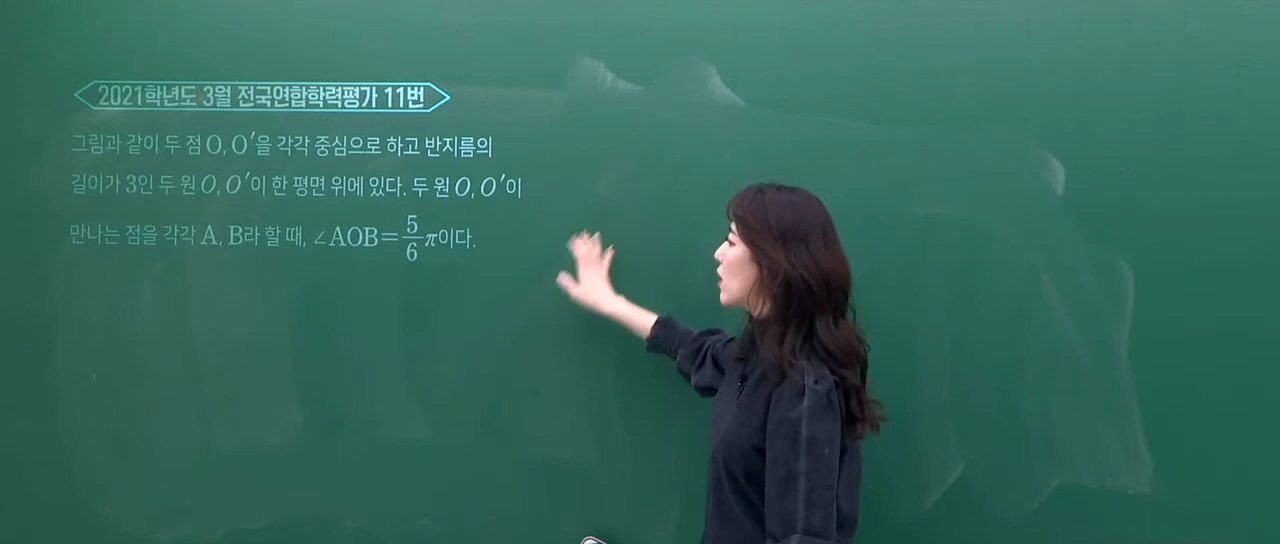 2021학년도 3월 전국연합학력평가 11번
그림과 같이 두 점 O, O′을 각각 중심으로 하고 반지름의
길이가 3인 두 원 O, O′이 한 평면 위에 있다. 두 원 O, O′이
만나는 점을 각각 A, B라 할 때, ∠AOB=5/6π이다.